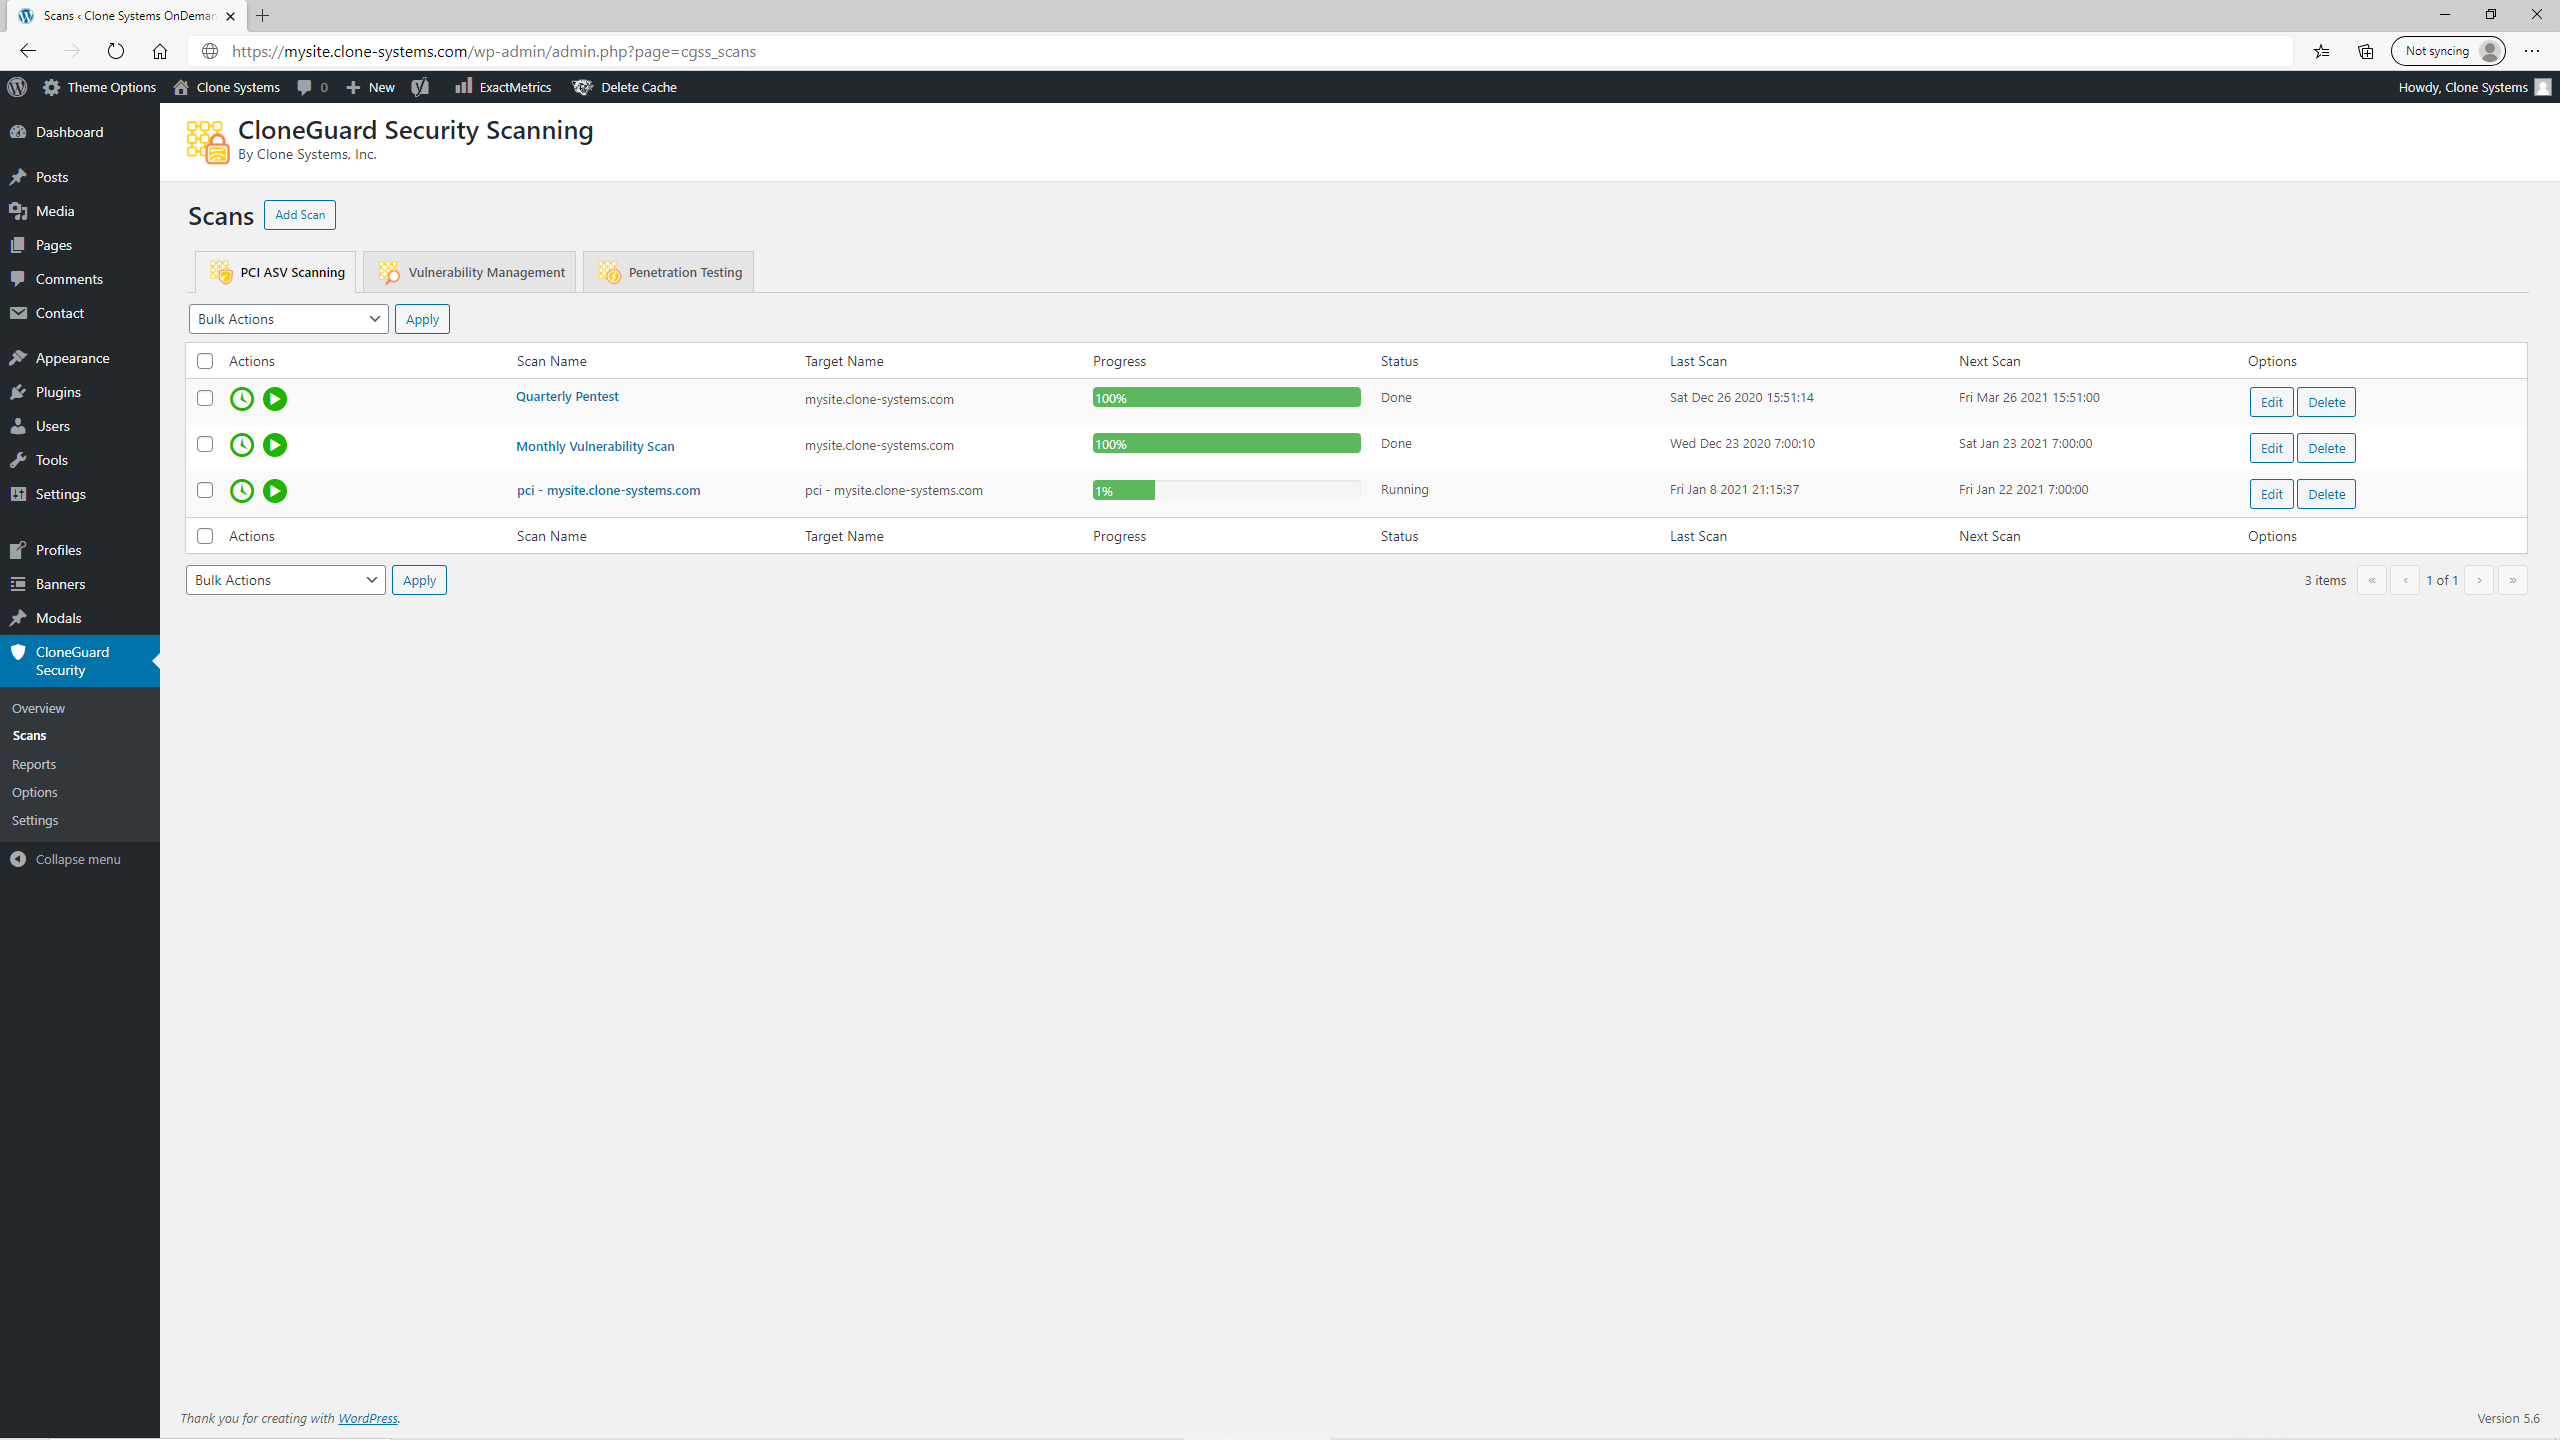 Scans ‹ Clone Systems OnDeman
https://mysite.clone-systems.com/wp-admin/admin.php?page=cgss_scans
Not syncing
Theme Options
Clone Systems
0
New
ExactMetrics
Delete Cache
Howdy, Clone Systems
Dashboard
Posts
Media
Pages
Comments
Contact
Appearance
Plugins
Users
Tools
Settings
Profiles
Banners
Modals
CloneGuard
Security
Overview
Scans
Reports
Options
Settings
Collapse menu
CloneGuard Security Scanning
By Clone Systems, Inc.
Scans Add Scan
PCI ASV Scanning Vulnerability Management Penetration Testing
Bulk Actions Apply
Actions Scan Name Target Name Progress Status Last Scan Next Scan Options
Quarterly Pentest mysite.clone-systems.com 100% Done Sat Dec 26 2020 15:51:14 Fri Mar 26 2021 15:51:00 Edit Delete
Monthly Vulnerability Scan mysite.clone-systems.com 100% Done Wed Dec 23 2020 7:00:10 Sat Jan 23 2021 7:00:00 Edit Delete
pci - mysite.clone-systems.com pci - mysite.clone-systems.com 1% Running Fri Jan 8 2021 21:15:37 Fri Jan 22 2021 7:00:00 Edit Delete
Actions Scan Name Target Name Progress Status Last Scan Next Scan Options
Bulk Actions Apply 3 items « ‹ 1 of 1 › »
Thank you for creating with WordPress.
Version 5.6